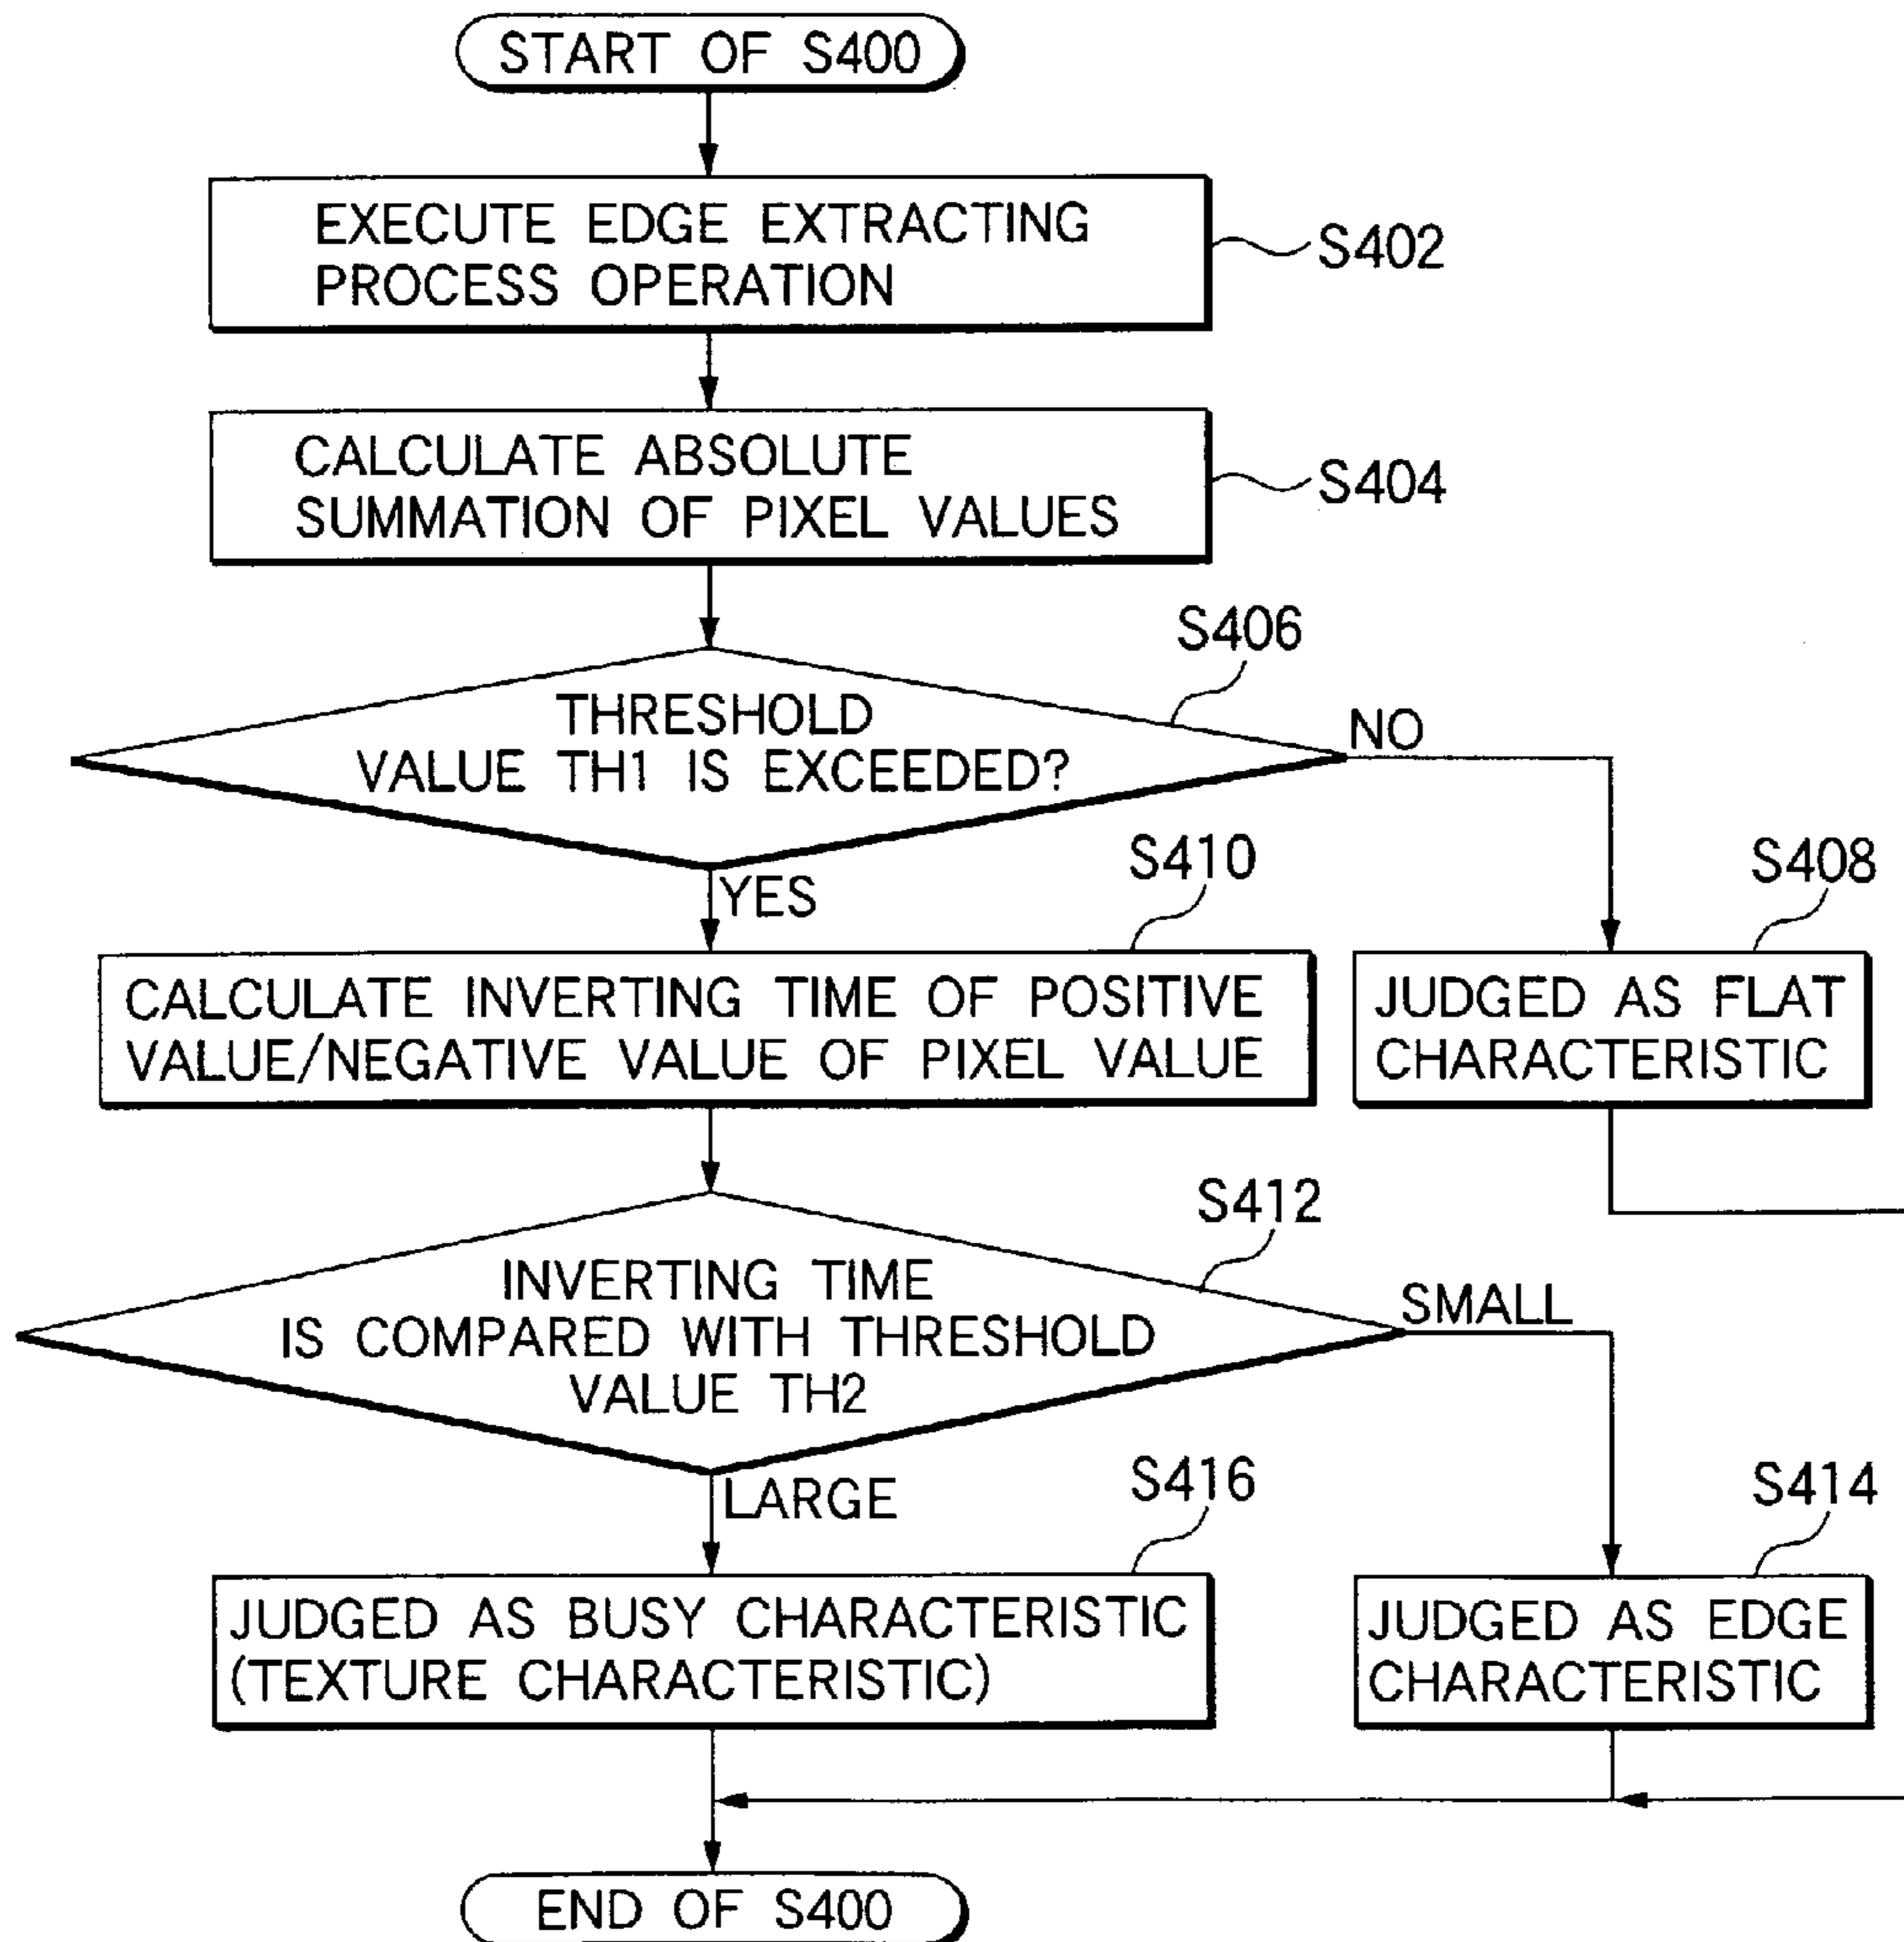 START OF S400
EXECUTE EDGE EXTRACTING
PROCESS OPERATION
S402
CALCULATE ABSOLUTE
SUMMATION OF PIXEL VALUES
S404
S406
THRESHOLD
VALUE TH1 IS EXCEEDED?
NO
YES
S410
S408
CALCULATE INVERTING TIME OF POSITIVE
VALUE/NEGATIVE VALUE OF PIXEL VALUE
JUDGED AS FLAT
CHARACTERISTIC
S412
INVERTING TIME
IS COMPARED WITH THRESHOLD
VALUE TH2
SMALL
LARGE
S416
S414
JUDGED AS BUSY CHARACTERISTIC
(TEXTURE CHARACTERISTIC)
JUDGED AS EDGE
CHARACTERISTIC
END OF S400